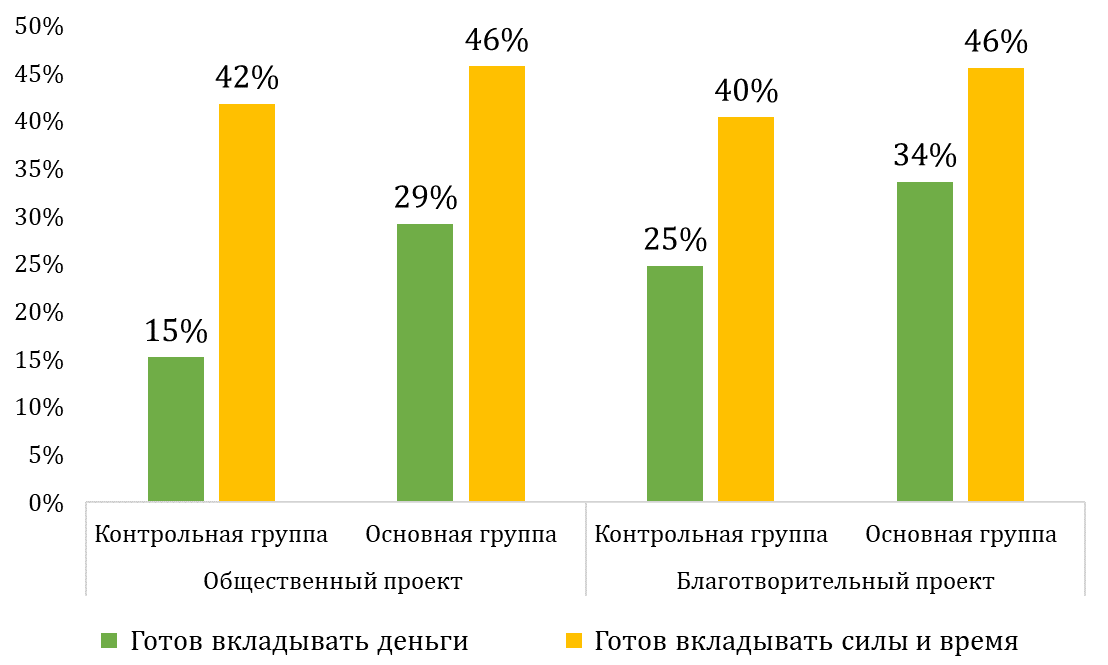 50%
45%
40%
35%
30%
25%
20%
15%
10%
5%
0%
15%
42%
29%
46%
25%
40%
34%
46%
Контрольная группа
Основная группа
Контрольная группа
Основная группа
Общественный проект
Благотворительный проект
Готов вкладывать деньги
Готов вкладывать силы и время